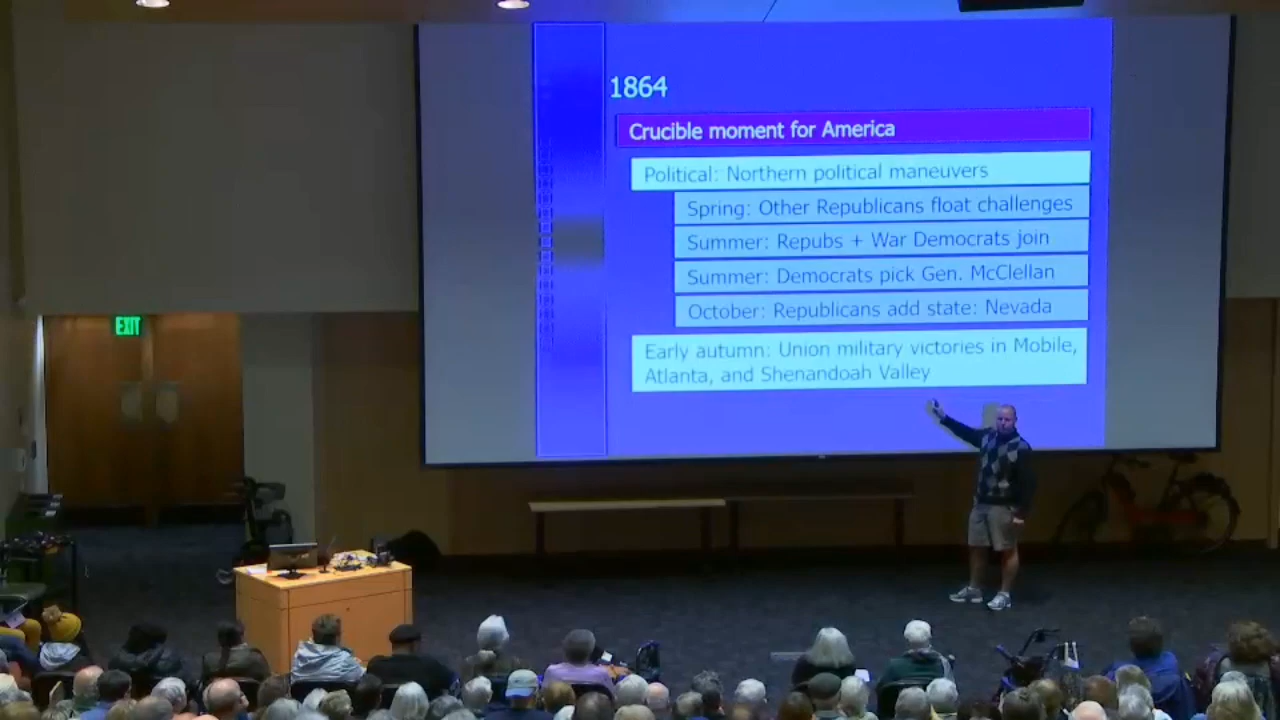 1864
Crucible moment for America
Political: Northern political maneuvers
Spring: Other Republicans float challenges
Summer: Repubs + War Democrats join
Summer: Democrats pick Gen. McClellan
October: Republicans add state: Nevada
Early autumn: Union military victories in Mobile,
Atlanta, and Shenandoah Valley
EXIT